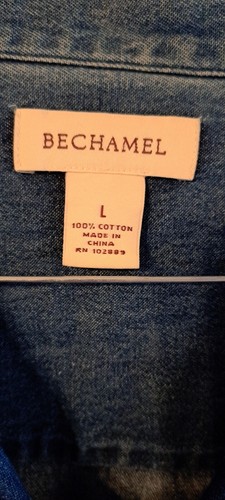 BECHAMEL
L
100% COTTON
MADE IN
CHINA
RN 102889